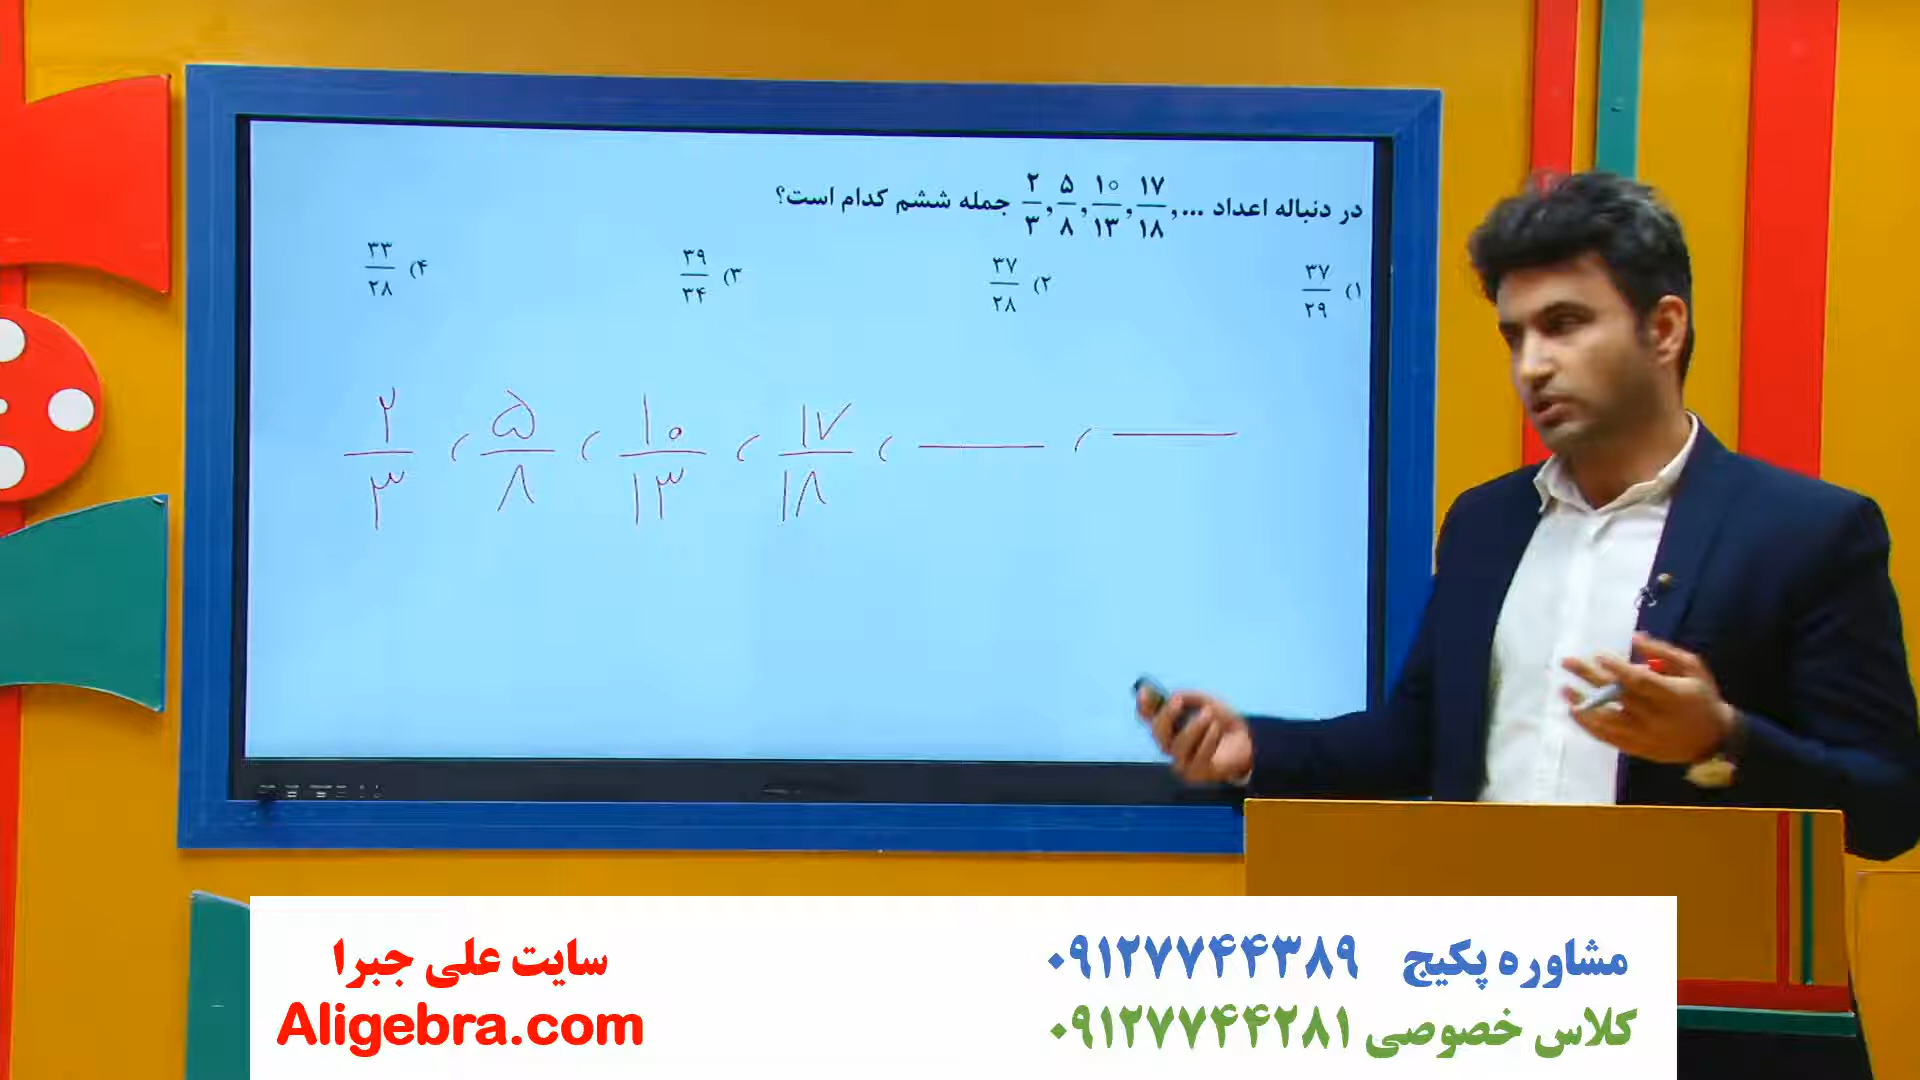 در دنباله اعداد ۲/۳, ۵/۸, ۱۰/۱۳, ۱۷/۱۸, ... جمله ششم کدام است؟
۱) ۳۷/۲۹ ۲) ۳۷/۲۸ ۳) ۳۹/۳۴ ۴) ۳۳/۲۸
۲/۳ ، ۵/۸ ، ۱۰/۱۳ ، ۱۷/۱۸ ، — ، —
مشاوره پکیج ۰۹۱۲۷۷۴۴۳۸۹
کلاس خصوصی ۰۹۱۲۷۷۴۴۲۸۱
سایت علی جبرا
Aligebra.com